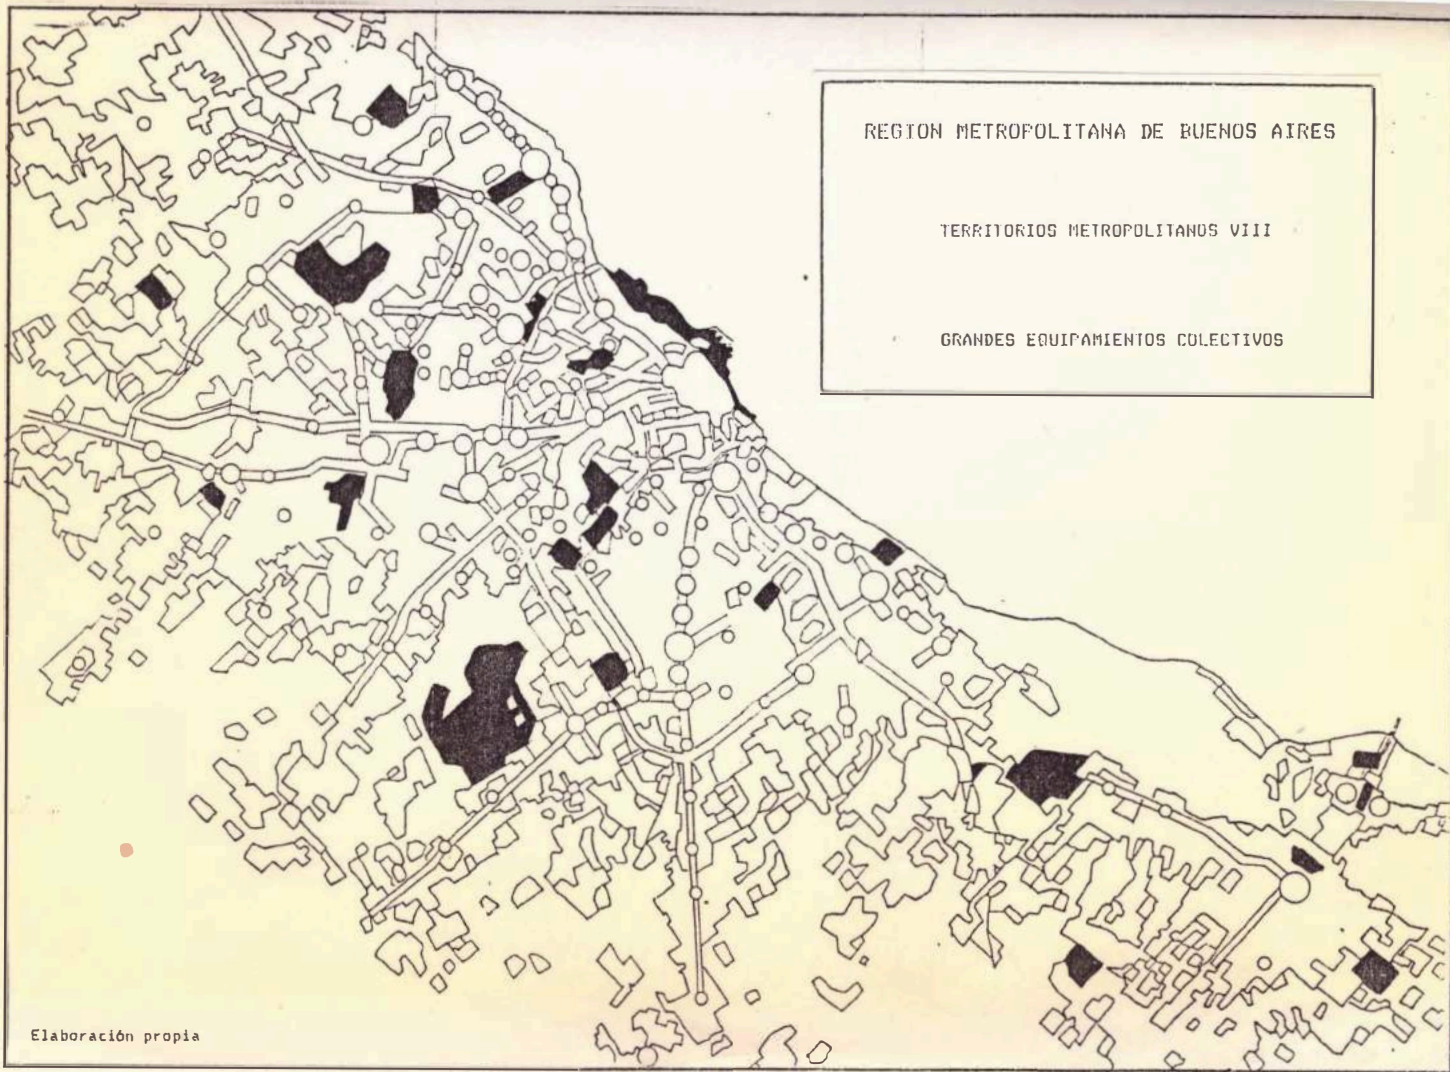 REGION METROPOLITANA DE BUENOS AIRES
TERRITORIOS METROPOLITANOS VIII
GRANDES EQUIPAMIENTOS COLECTIVOS
Elaboración propia